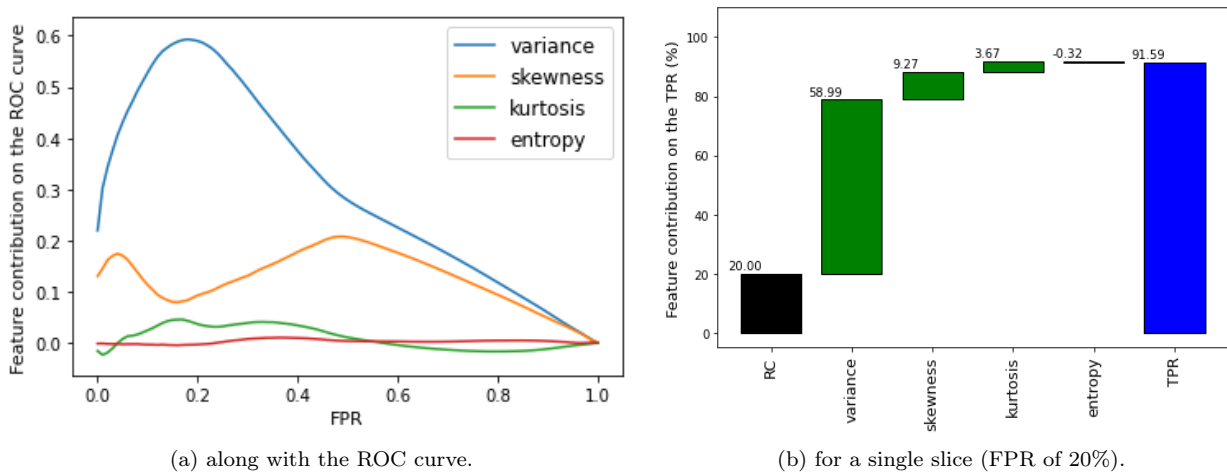 Feature contribution on the ROC curve
0.6
0.5
0.4
0.3
0.2
0.1
0.0
variance
skewness
kurtosis
entropy
0.0 0.2 0.4 0.6 0.8 1.0
FPR
(a) along with the ROC curve.
Feature contribution on the TPR (%)
100
80
60
40
20
0
20.00
58.99
9.27
3.67
-0.32
91.59
RC
variance
skewness
kurtosis
entropy
TPR
(b) for a single slice (FPR of 20%).